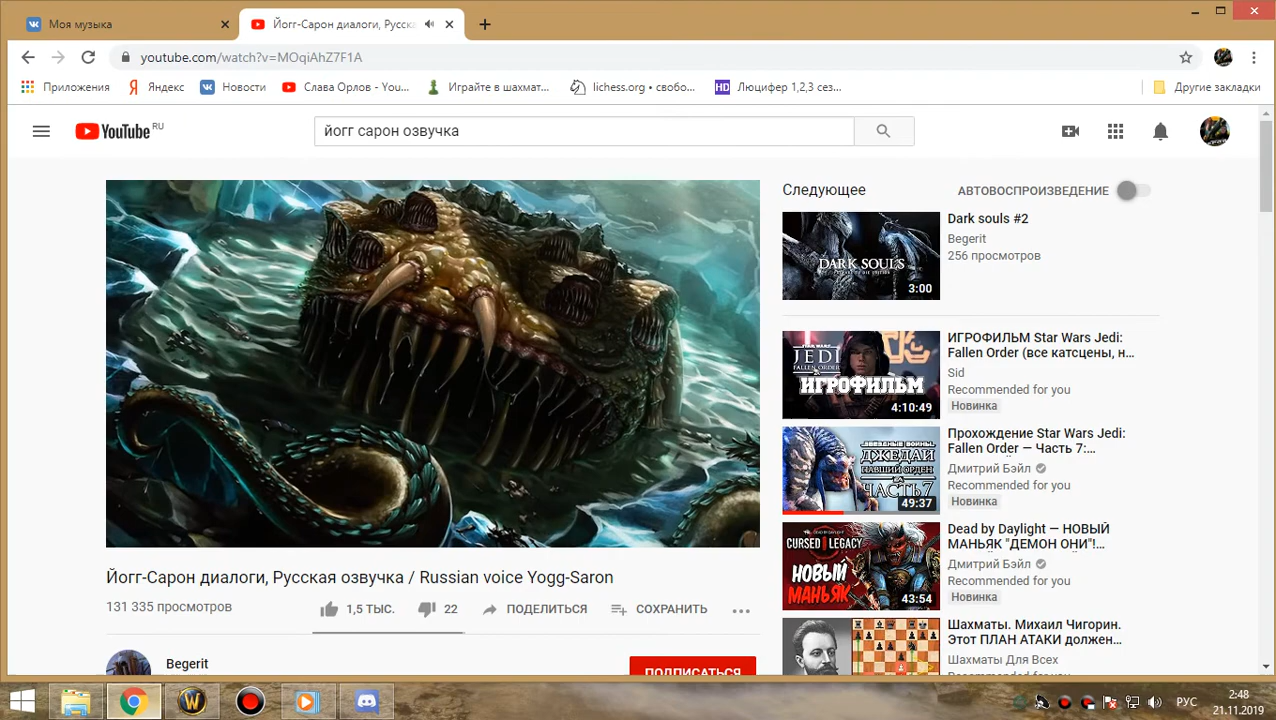 Моя музыка
Йогг-Сарон диалоги, Русска
youtube.com/watch?v=MOqiAhZ7F1A
Приложения
Яндекс
Новости
Слава Орлов - You...
Играйте в шахмат...
lichess.org • свобо...
HD
Люцифер 1,2,3 сез...
Другие закладки
YouTube RU
йогг сарон озвучка
Йогг-Сарон диалоги, Русская озвучка / Russian voice Yogg-Saron
131 335 просмотров
1,5 ТЫС.
22
ПОДЕЛИТЬСЯ
СОХРАНИТЬ
Begerit
ПОДПИСАТЬСЯ
Следующее
АВТОВОСПРОИЗВЕДЕНИЕ
DARK SOULS
3:00
Dark souls #2
Begerit
256 просмотров
STAR WARS
JEDI
FALLEN ORDER
ИГРОФИЛЬМ
4:10:49
ИГРОФИЛЬМ Star Wars Jedi:
Fallen Order (все катсцены, н...
Sid
Recommended for you
Новинка
ЗВЕЗДНЫЕ ВОЙНЫ
ДЖЕДАИ
ПАВШИЙ ОРДЕН
ЧАСТЬ 7
49:37
Прохождение Star Wars Jedi:
Fallen Order — Часть 7:...
Дмитрий Бэйл
Recommended for you
Новинка
CURSED LEGACY
НОВЫЙ
МАНЬЯК
43:54
Dead by Daylight — НОВЫЙ
МАНЬЯК "ДЕМОН ОНИ"!...
Дмитрий Бэйл
Recommended for you
Новинка
Шахматы. Михаил Чигорин.
Этот ПЛАН АТАКИ должен...
Шахматы Для Всех
РУС
2:48
21.11.2019